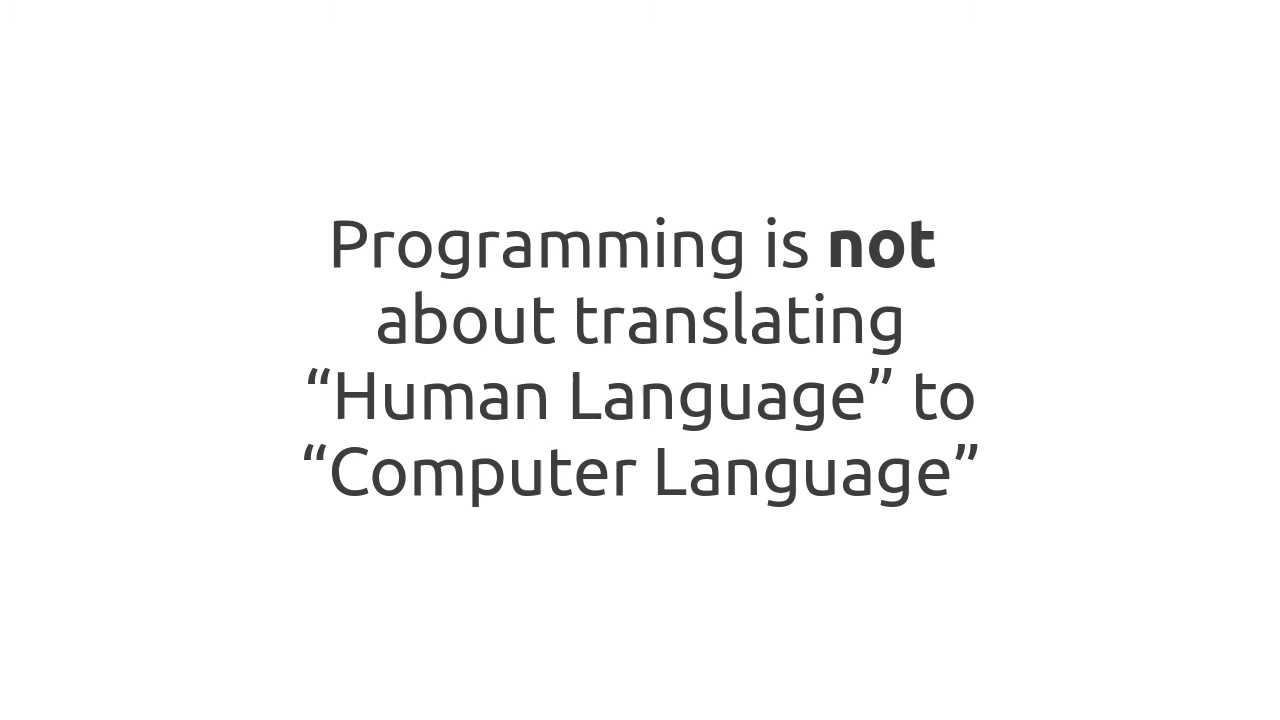 Programming is not
about translating
“Human Language” to
“Computer Language”